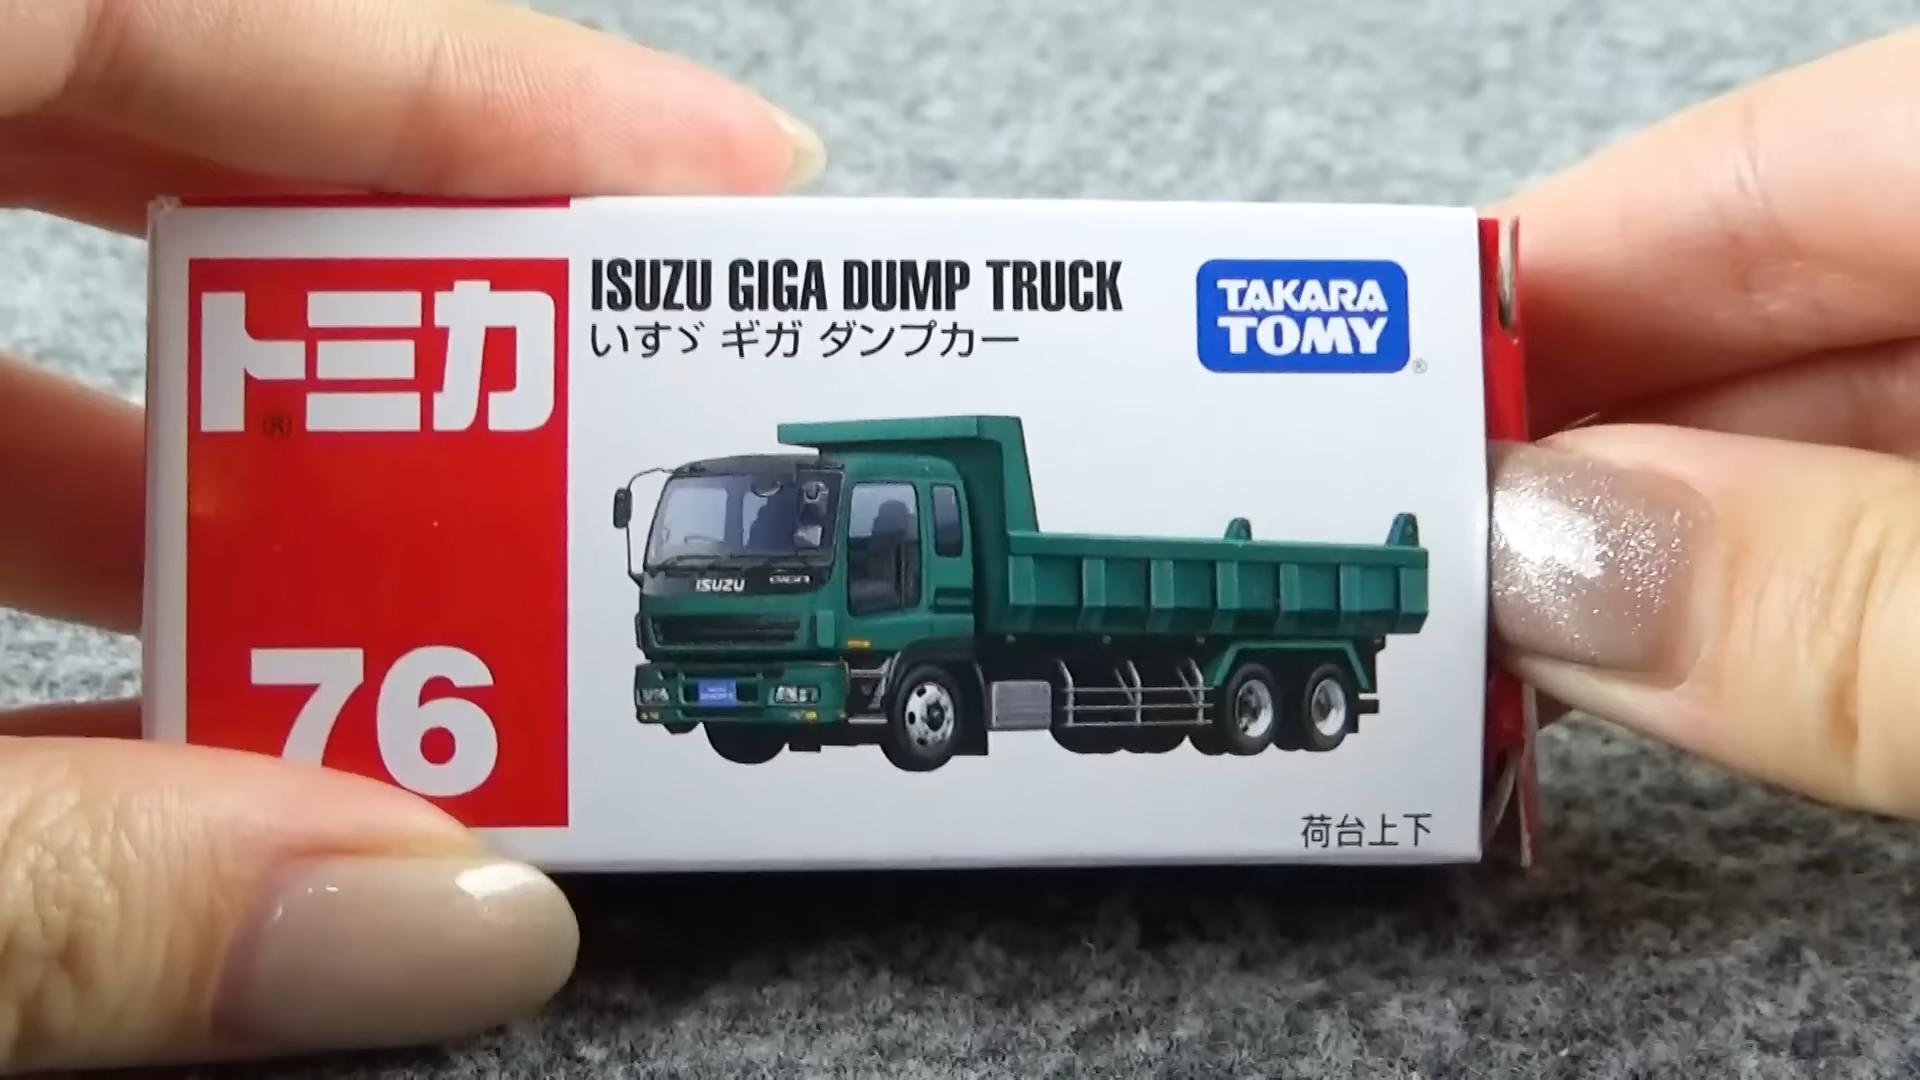 トミカ
®
76
ISUZU GIGA DUMP TRUCK
いすゞ ギガ ダンプカー
TAKARA
TOMY
®
ISUZU
GIGA
荷台上下